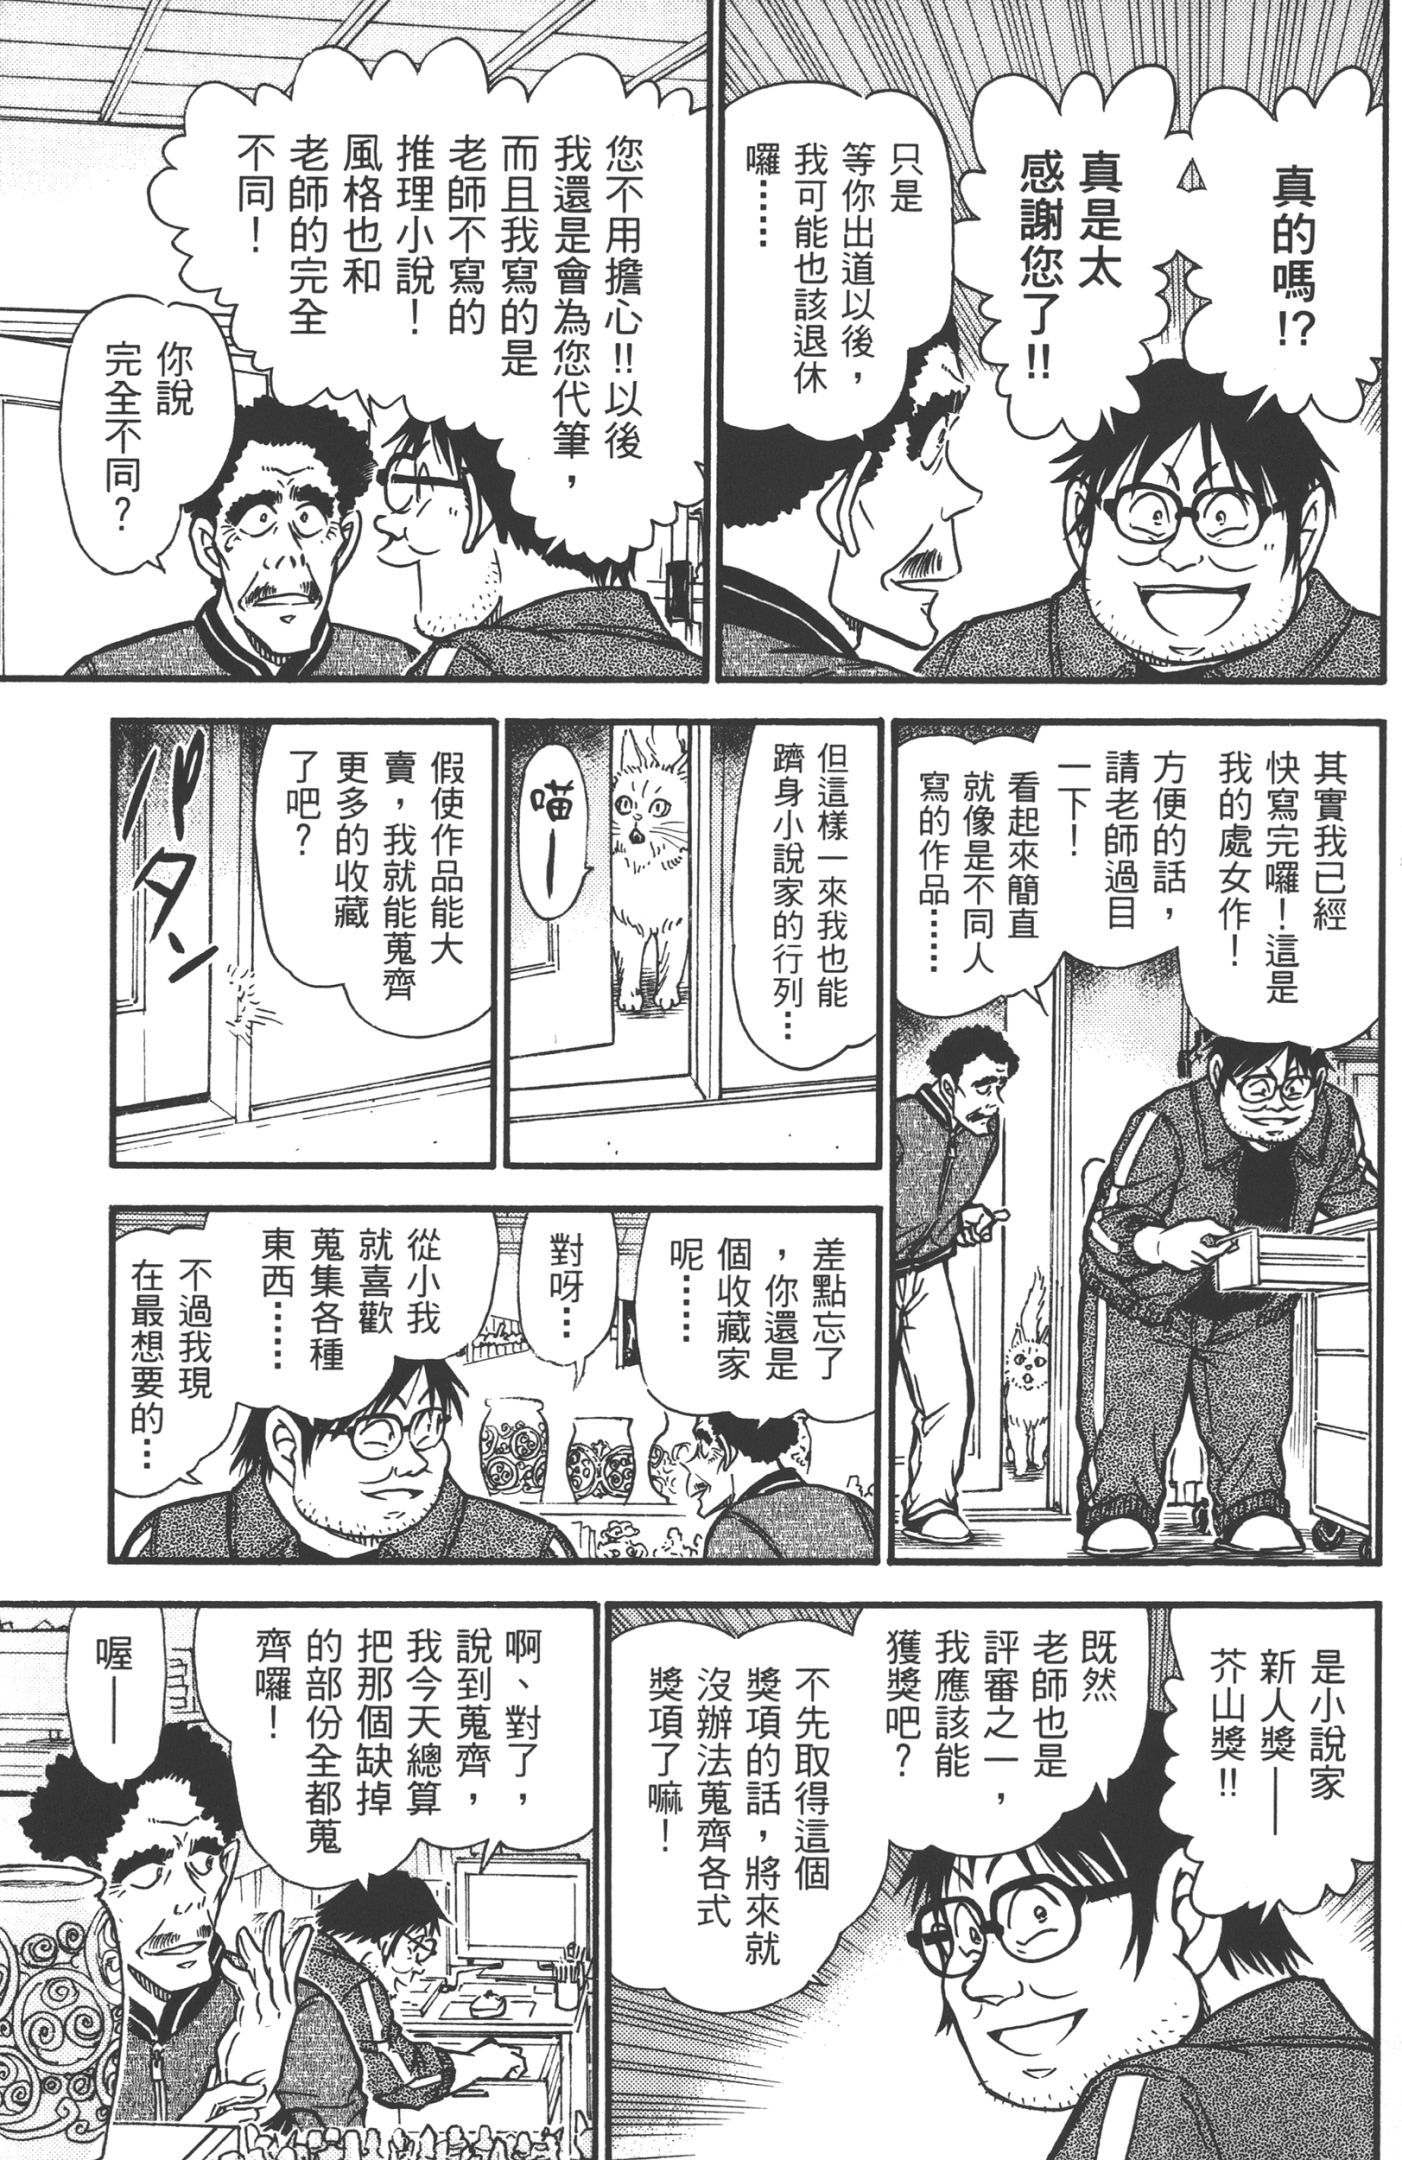 真的嗎!?
真是太
感謝您了!!
只是
等你出道以後，
我可能也該退休
囉……
您不用擔心!!以後
我還是會為您代筆，
而且我寫的是
老師不寫的
推理小說！
風格也和
老師的完全
不同！
你說
完全不同？
其實我已經
快寫完囉！這是
我的處女作！
方便的話，
請老師過目
一下！
看起來簡直
就像是不同人
寫的作品……
但這樣一來我也能
躋身小說家的行列…
喵—
假使作品能大
賣，我就能蒐齊
更多的收藏
了吧？
バタン
差點忘了
，你還是
個收藏家
呢……
對呀…
從小我
就喜歡
蒐集各種
東西……
不過我現
在最想要的…
是小說家
新人獎——
芥山獎!!
既然
老師也是
評審之一，
我應該能
獲獎吧？
不先取得這個
獎項的話，將來就
沒辦法蒐齊各式
獎項了嘛！
啊、對了，
說到蒐齊，
我今天總算
把那個缺掉
的部份全都蒐
齊囉！
喔——